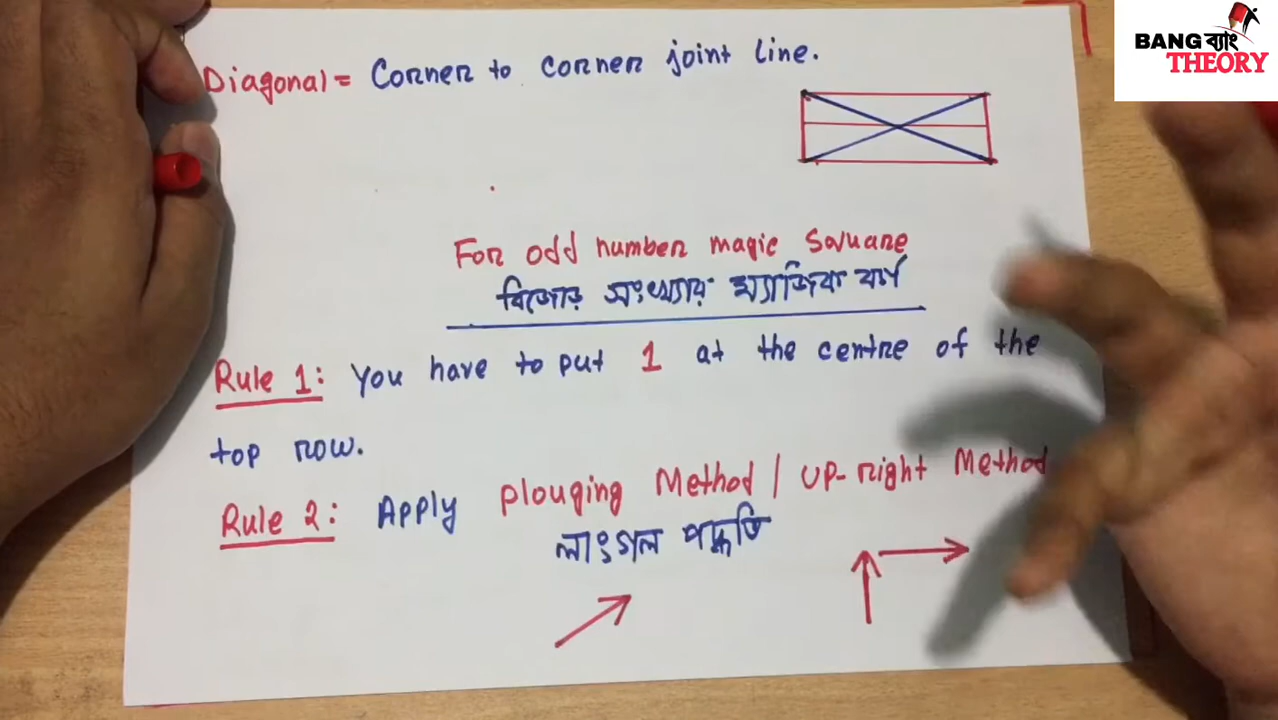 BANG ব্যাং
THEORY
Diagonal = Corner to corner joint line.
For odd number magic Square
বিজোড় সংখ্যার ম্যাজিক বর্গ
Rule 1: You have to put 1 at the centre of the
top row.
Rule 2: Apply Plouging Method / Up-right Method
লাংগল পদ্ধতি